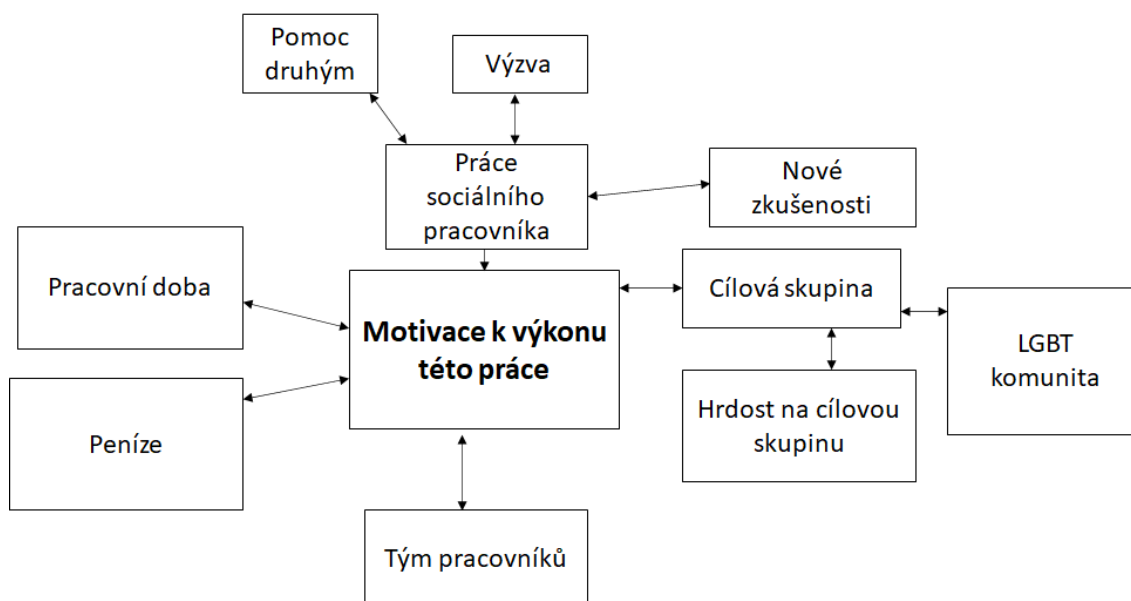 Pomoc
druhým
Výzva
Práce
sociálního
pracovníka
Nové
zkušenosti
Pracovní doba
Cílová skupina
Motivace k výkonu
této práce
LGBT
komunita
Peníze
Hrdost na cílovou
skupinu
Tým pracovníků